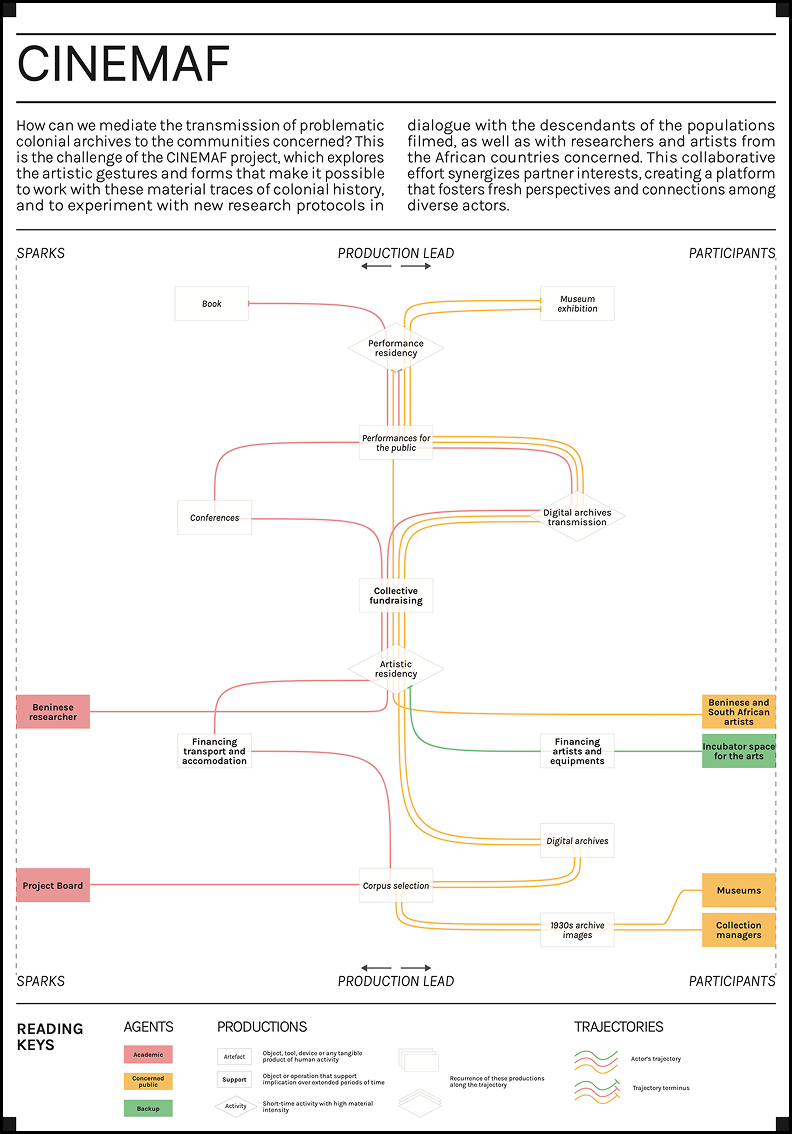 CINEMAF
How can we mediate the transmission of problematic
colonial archives to the communities concerned? This
is the challenge of the CINEMAF project, which explores
the artistic gestures and forms that make it possible
to work with these material traces of colonial history,
and to experiment with new research protocols in
dialogue with the descendants of the populations
filmed, as well as with researchers and artists from
the African countries concerned. This collaborative
effort synergizes partner interests, creating a platform
that fosters fresh perspectives and connections among
diverse actors.
SPARKS
PRODUCTION LEAD
PARTICIPANTS
Book
Museum
exhibition
Performance
residency
Performances for
the public
Conferences
Digital archives
transmission
Collective
fundraising
Artistic
residency
Beninese
researcher
Beninese and
South African
artists
Financing
transport and
accomodation
Financing
artists and
equipments
Incubator space
for the arts
Digital archives
Project Board
Corpus selection
Museums
1930s archive
images
Collection
managers
SPARKS
PRODUCTION LEAD
PARTICIPANTS
READING
KEYS
AGENTS
Academic
Concerned
public
Backup
PRODUCTIONS
Artefact
Object, tool, device or any tangible
product of human activity
Support
Object or operation that support
implication over extended periods of time
Activity
Short-time activity with high material
intensity
Recurrence of these productions
along the trajectory
TRAJECTORIES
Actor's trajectory
Trajectory terminus